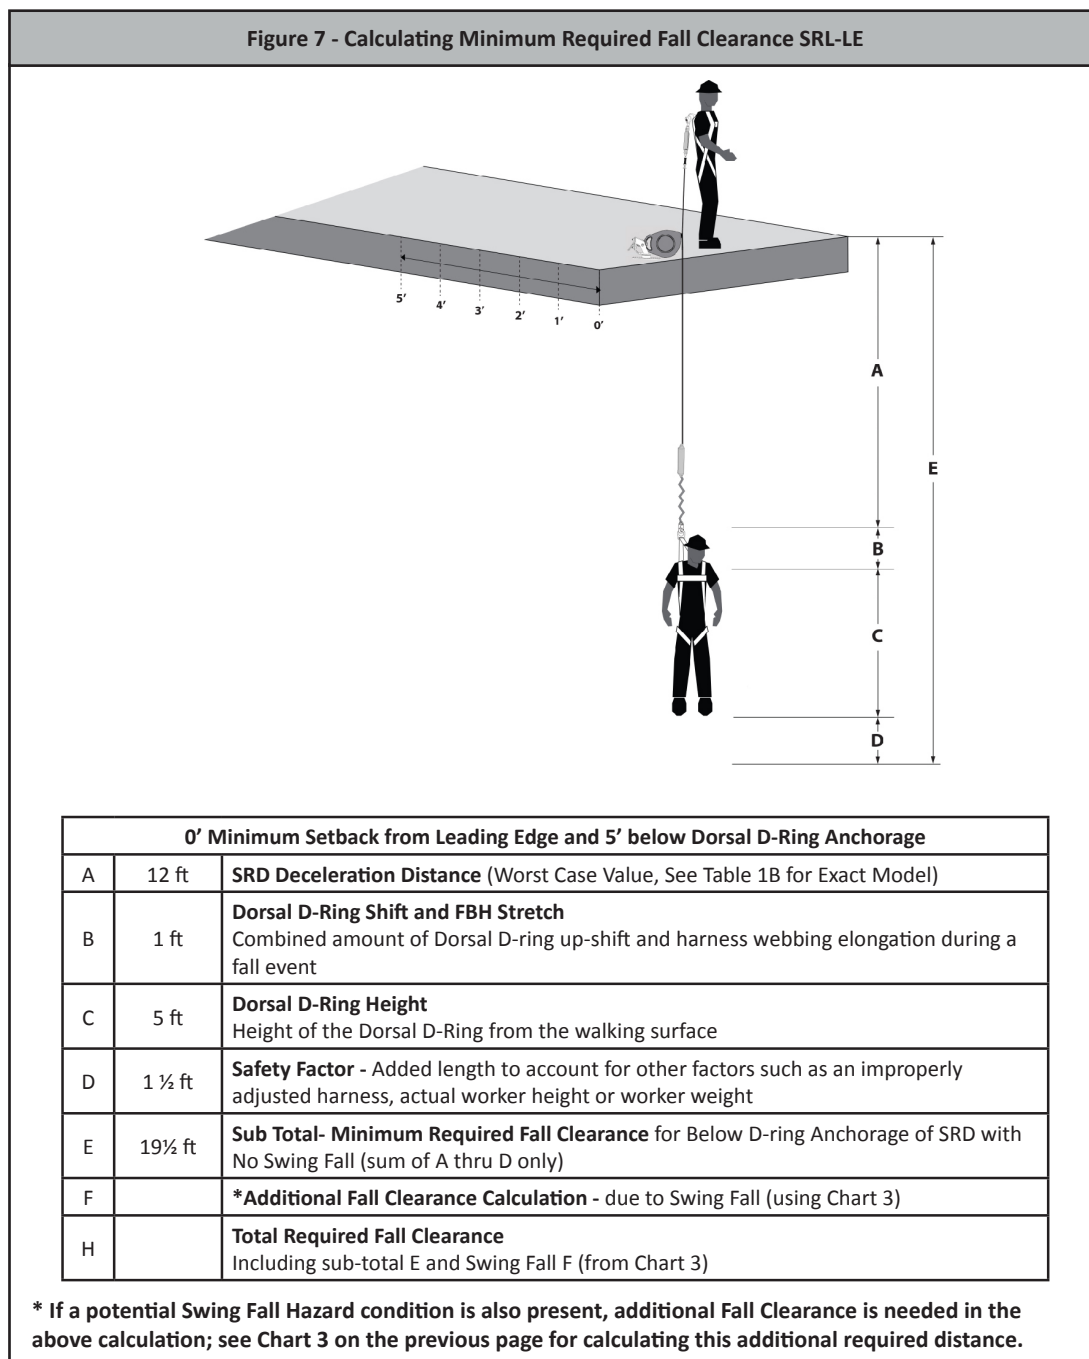 Figure 7 - Calculating Minimum Required Fall Clearance SRL-LE
5’
4’
3’
2’
1’
0’
A
E
B
C
D
0’ Minimum Setback from Leading Edge and 5’ below Dorsal D-Ring Anchorage
A 12 ft SRD Deceleration Distance (Worst Case Value, See Table 1B for Exact Model)
B 1 ft Dorsal D-Ring Shift and FBH Stretch
Combined amount of Dorsal D-ring up-shift and harness webbing elongation during a
fall event
C 5 ft Dorsal D-Ring Height
Height of the Dorsal D-Ring from the walking surface
D 1 ½ ft Safety Factor - Added length to account for other factors such as an improperly
adjusted harness, actual worker height or worker weight
E 19½ ft Sub Total- Minimum Required Fall Clearance for Below D-ring Anchorage of SRD with
No Swing Fall (sum of A thru D only)
F *Additional Fall Clearance Calculation - due to Swing Fall (using Chart 3)
H Total Required Fall Clearance
Including sub-total E and Swing Fall F (from Chart 3)
* If a potential Swing Fall Hazard condition is also present, additional Fall Clearance is needed in the
above calculation; see Chart 3 on the previous page for calculating this additional required distance.